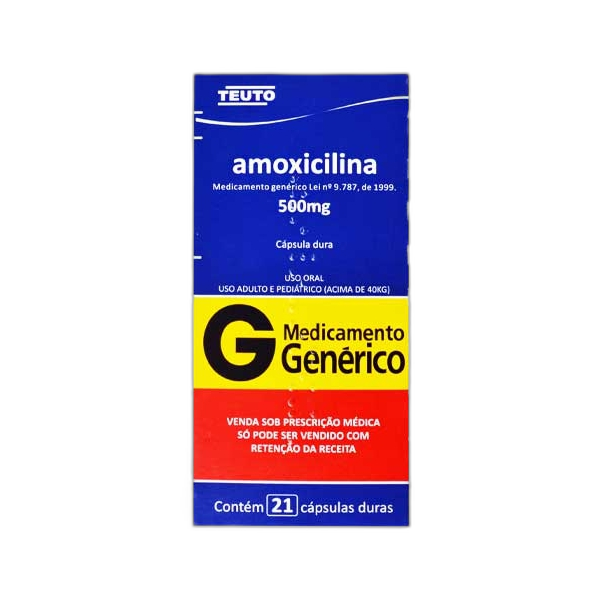 TEUTO
amoxicilina
Medicamento genérico Lei nº 9.787, de 1999.
500mg
Cápsula dura
USO ORAL
USO ADULTO E PEDIÁTRICO (ACIMA DE 40KG)
G Medicamento
Genérico
VENDA SOB PRESCRIÇÃO MÉDICA
SÓ PODE SER VENDIDO COM
RETENÇÃO DA RECEITA
Contém 21 cápsulas duras